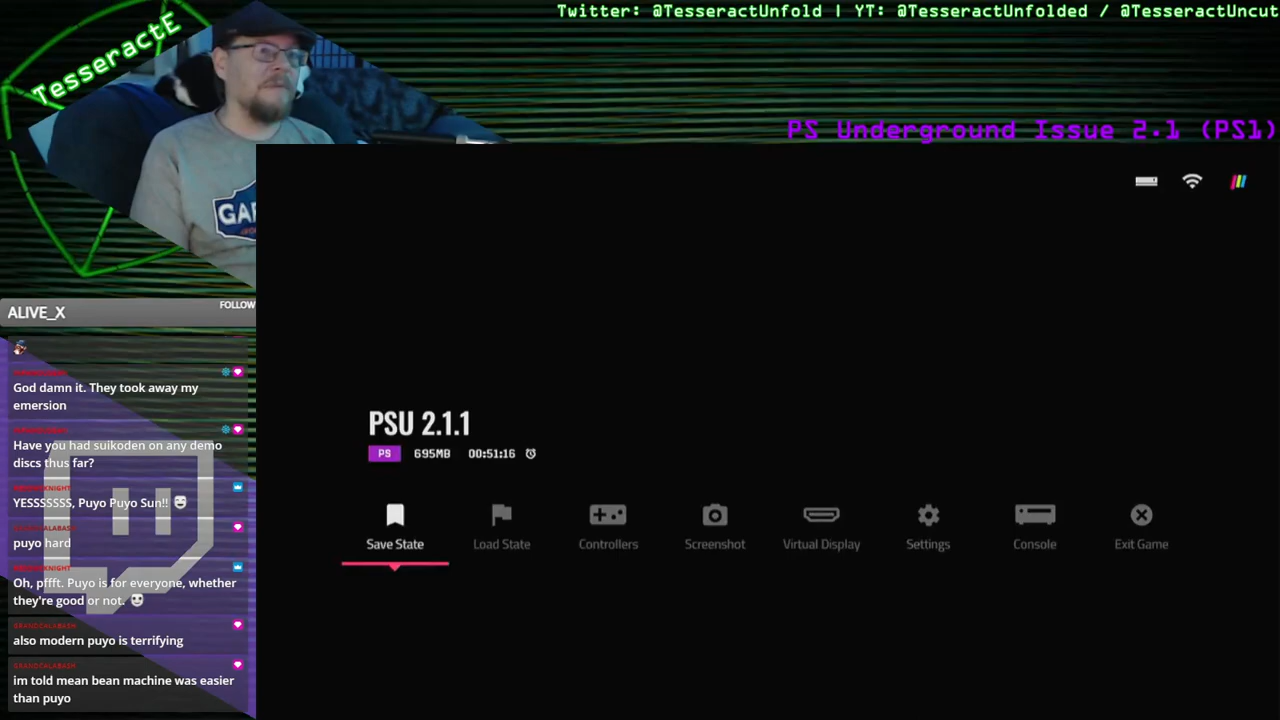 Twitter: @TesseractUnfold | YT: @TesseractUnfolded / @TesseractUncut
TesseractE
PS Underground Issue 2.1 (PS1)
GAR
ALIVE_X
FOLLOW
God damn it. They took away my
emersion
Have you had suikoden on any demo
discs thus far?
YESSSSSSS, Puyo Puyo Sun!!
puyo hard
Oh, pffft. Puyo is for everyone, whether
they're good or not.
GRANDCALABASH
also modern puyo is terrifying
GRANDCALABASH
im told mean bean machine was easier
than puyo
PSU 2.1.1
PS 695MB 00:51:16
Save State
Load State
Controllers
Screenshot
Virtual Display
Settings
Console
Exit Game